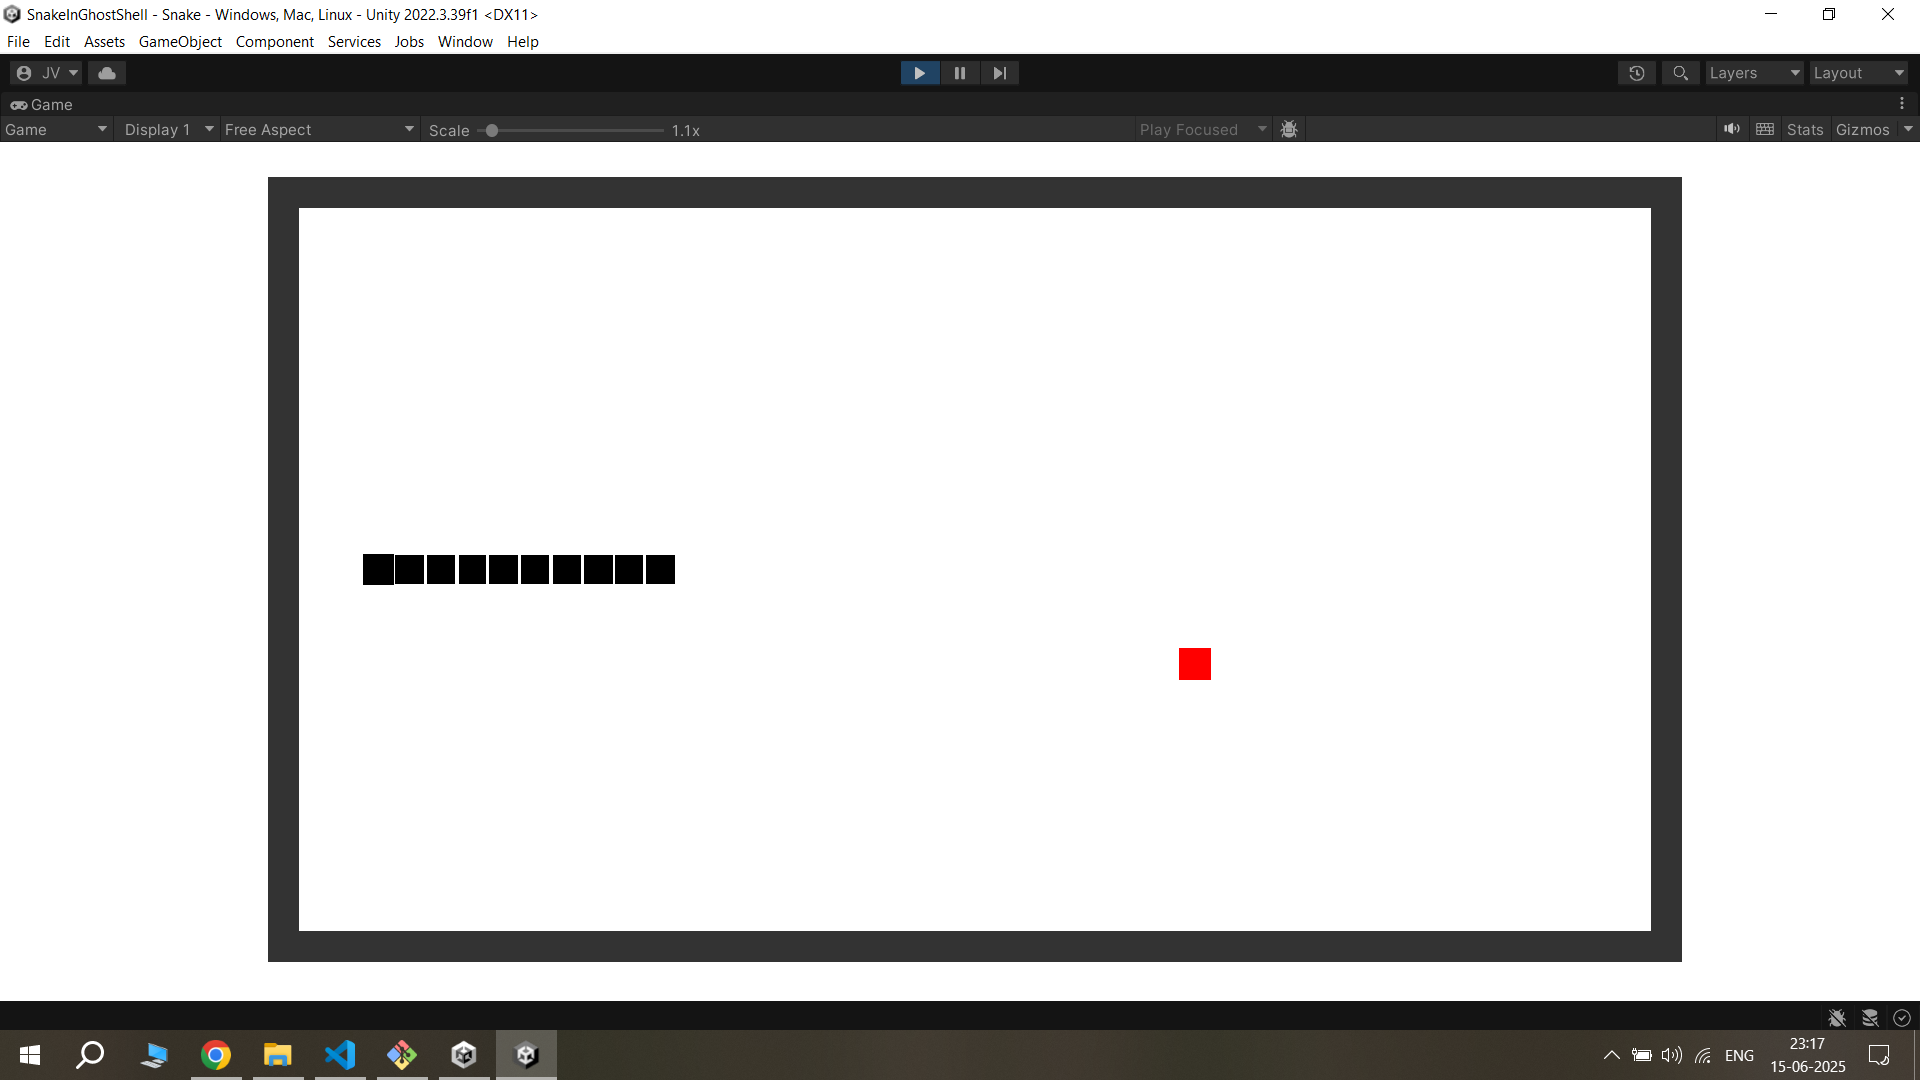 SnakeInGhostShell - Snake - Windows, Mac, Linux - Unity 2022.3.39f1 <DX11>
File Edit Assets GameObject Component Services Jobs Window Help
JV Layers Layout
Game
Game Display 1 Free Aspect Scale 1.1x Play Focused Stats Gizmos
23:17
ENG
15-06-2025